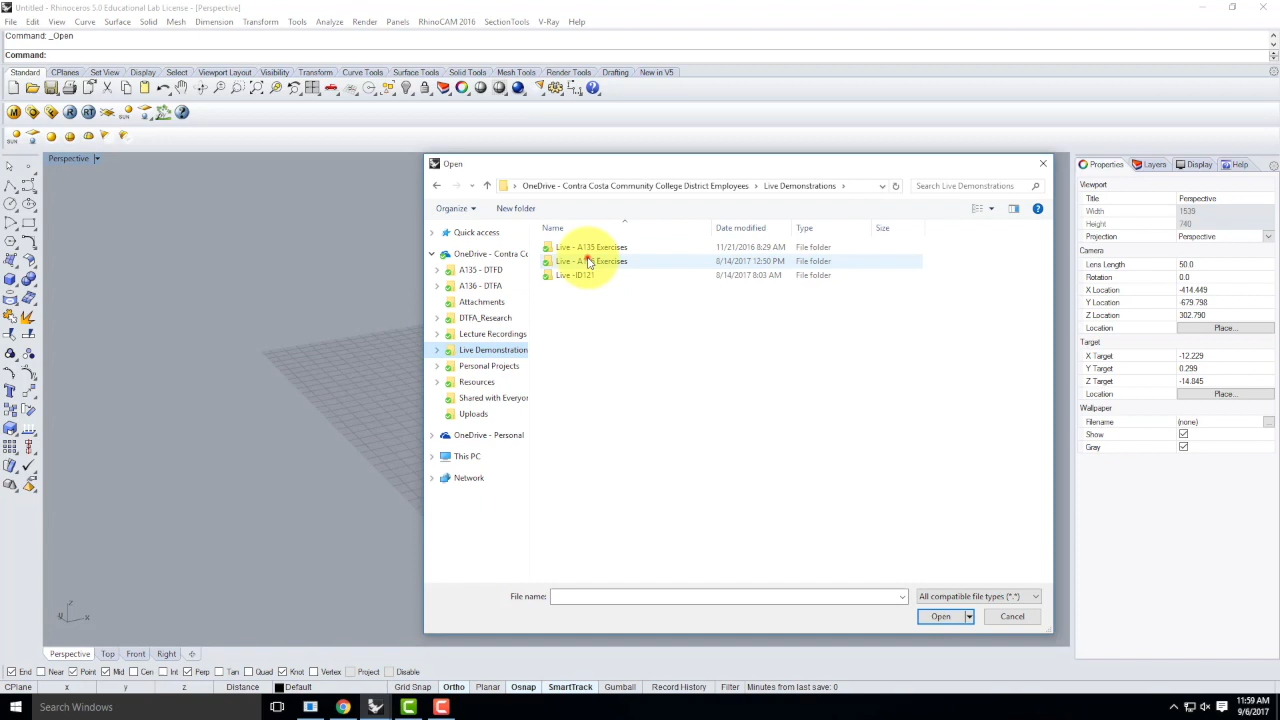 Untitled - Rhinoceros 5.0 Educational Lab License - [Perspective]
File Edit View Curve Surface Solid Mesh Dimension Transform Tools Analyze Render Panels RhinoCAM 2016 SectionTools V-Ray Help
Command: _Open
Command:
Standard CPlanes Set View Display Select Viewport Layout Visibility Transform Curve Tools Surface Tools Solid Tools Mesh Tools Render Tools Drafting New in V5
Perspective
Open
OneDrive - Contra Costa Community College District Employees > Live Demonstrations >
Search Live Demonstrations
Organize
New folder
Quick access
OneDrive - Contra Cc
A135 - DTFD
A136 - DTFA
Attachments
DTFA_Research
Lecture Recordings
Live Demonstration
Personal Projects
Resources
Shared with Everyor
Uploads
OneDrive - Personal
This PC
Network
Name Date modified Type Size
Live - A135 Exercises 11/21/2016 8:29 AM File folder
Live - Exercises 8/14/2017 12:50 PM File folder
Live -ID121 8/14/2017 8:03 AM File folder
File name:
All compatible file types (*.*)
Open
Cancel
Properties Layers Display Help
Viewport
Title Perspective
Width 1539
Height 740
Projection Perspective
Camera
Lens Length 50.0
Rotation 0.0
X Location -414.449
Y Location -679.798
Z Location 302.790
Location Place...
Target
X Target -12.229
Y Target 0.299
Z Target -14.845
Location Place...
Wallpaper
Filename (none)
Show
Gray
z
y
x
Perspective Top Front Right
End Near Point Mid Cen Int Perp Tan Quad Knot Vertex Project Disable
CPlane x y z Distance Default Grid Snap Ortho Planar Osnap SmartTrack Gumball Record History Filter Minutes from last save: 0
Search Windows
11:59 AM
9/6/2017